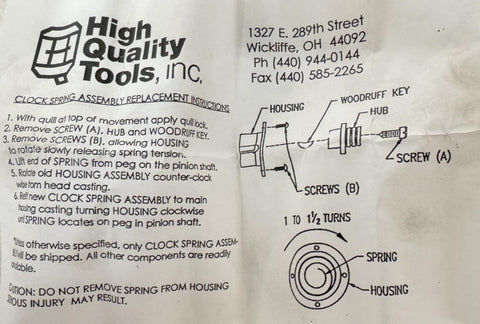 High
Quality
Tools, INC.
1327 E. 289th Street
Wickliffe, OH 44092
Ph (440) 944-0144
Fax (440) 585-2265
CLOCK SPRING ASSEMBLY REPLACEMENT INSTRUCTIONS
1. With quill at top of movement apply quill lock.
2. Remove SCREW (A), HUB and WOODRUFF KEY.
3. Remove SCREWS (B), allowing HOUSING
to rotate slowly releasing spring tension.
4. Lift end of SPRING from peg on the pinion shaft.
5. Rotate old HOUSING ASSEMBLY counter-clock
wise from head casting.
6. Refit new CLOCK SPRING ASSEMBLY to main
housing casting turning HOUSING clockwise
until SPRING locates on peg in pinion shaft.
otherwise specified, only CLOCK SPRING ASSEM-
will be shipped. All other components are readily
CAUTION: DO NOT REMOVE SPRING FROM HOUSING
INJURY MAY RESULT.
HOUSING
WOODRUFF KEY
HUB
SCREW (A)
SCREWS (B)
1 TO 1 1/2 TURNS
SPRING
HOUSING